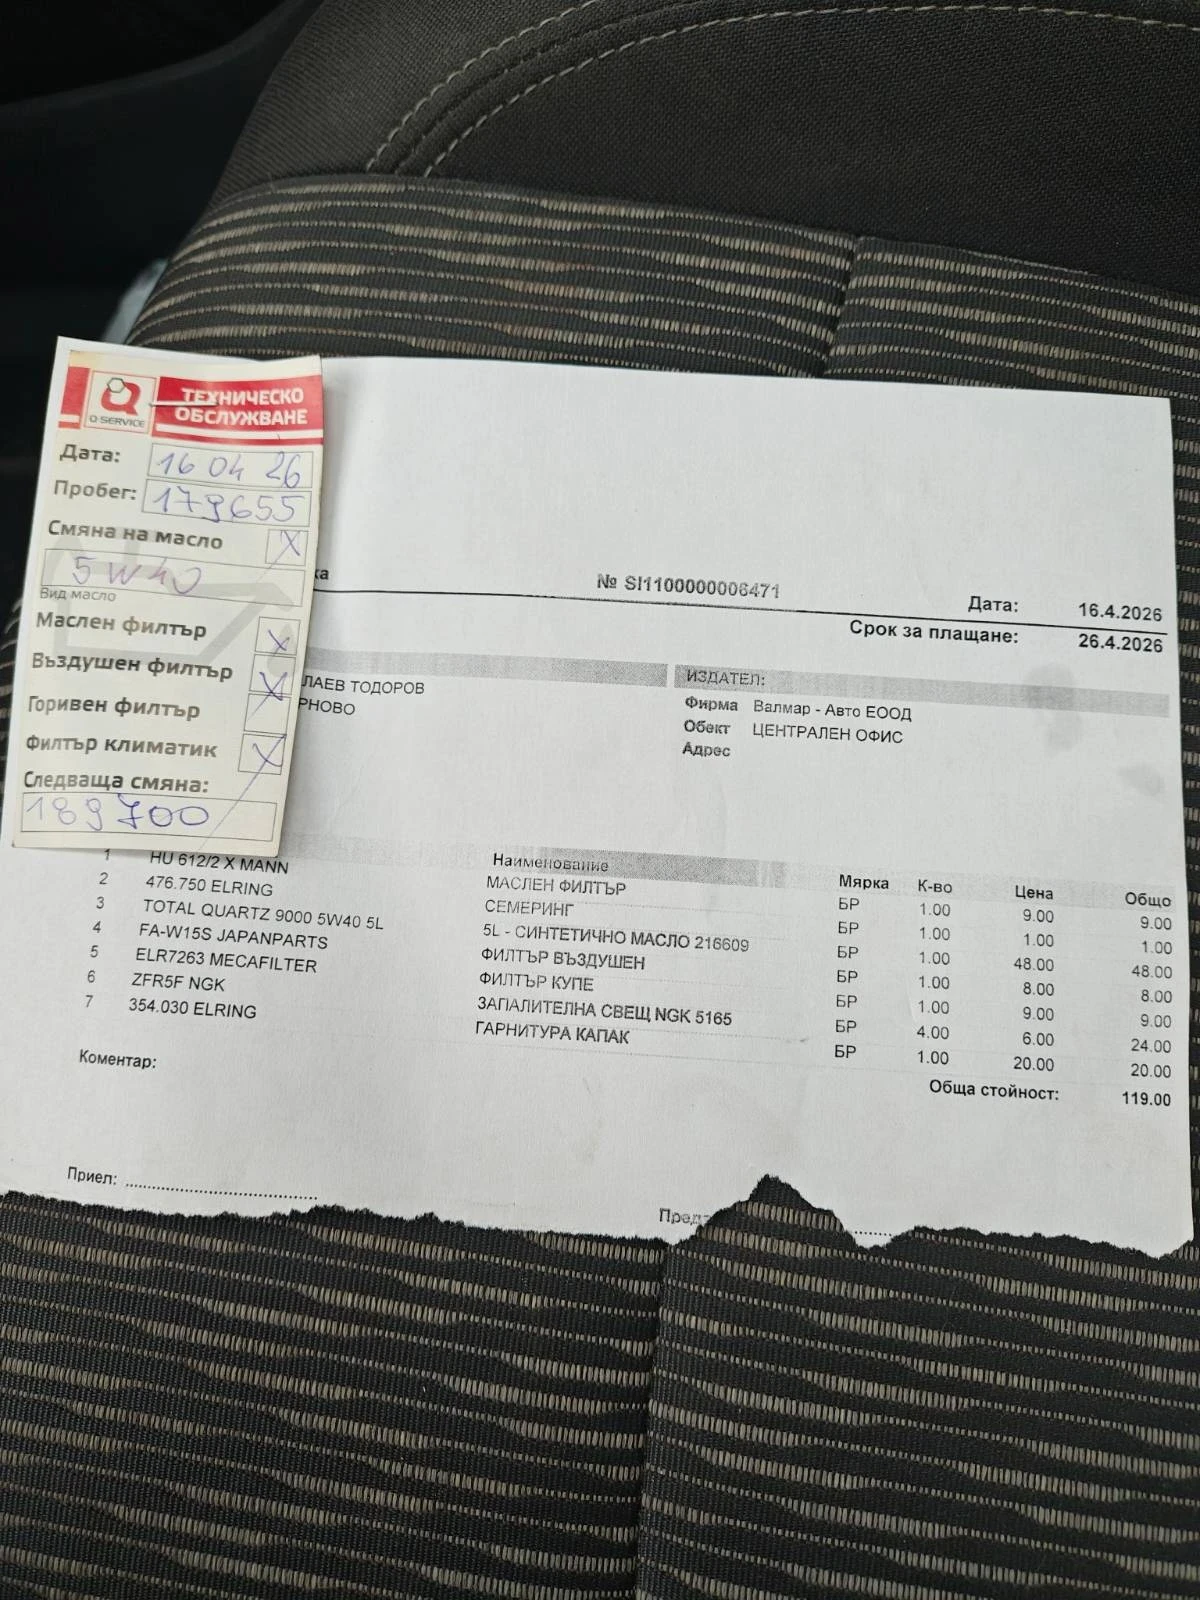 Q-SERVICE
ТЕХНИЧЕСКО
ОБСЛУЖВАНЕ
Дата: 16 04 26
Пробег: 179655
Смяна на масло X
5W40
Вид масло
Маслен филтър X
Въздушен филтър X
Горивен филтър
Филтър климатик X
Следваща смяна:
189700
ка № SI1100000006471 Дата: 16.4.2026
Срок за плащане: 26.4.2026
ЛАЕВ ТОДОРОВ
РНОВО
ИЗДАТЕЛ:
Фирма Валмар - Авто ЕООД
Обект ЦЕНТРАЛЕН ОФИС
Адрес
Наименование Мярка К-во Цена Общо
1 HU 612/2 X MANN МАСЛЕН ФИЛТЪР БР 1.00 9.00 9.00
2 476.750 ELRING СЕМЕРИНГ БР 1.00 1.00 1.00
3 TOTAL QUARTZ 9000 5W40 5L 5L - СИНТЕТИЧНО МАСЛО 216609 БР 1.00 48.00 48.00
4 FA-W15S JAPANPARTS ФИЛТЪР ВЪЗДУШЕН БР 1.00 8.00 8.00
5 ELR7263 MECAFILTER ФИЛТЪР КУПЕ БР 1.00 9.00 9.00
6 ZFR5F NGK ЗАПАЛИТЕЛНА СВЕЩ NGK 5165 БР 4.00 6.00 24.00
7 354.030 ELRING ГАРНИТУРА КАПАК БР 1.00 20.00 20.00
Обща стойност: 119.00
Коментар:
Приел:
Пред